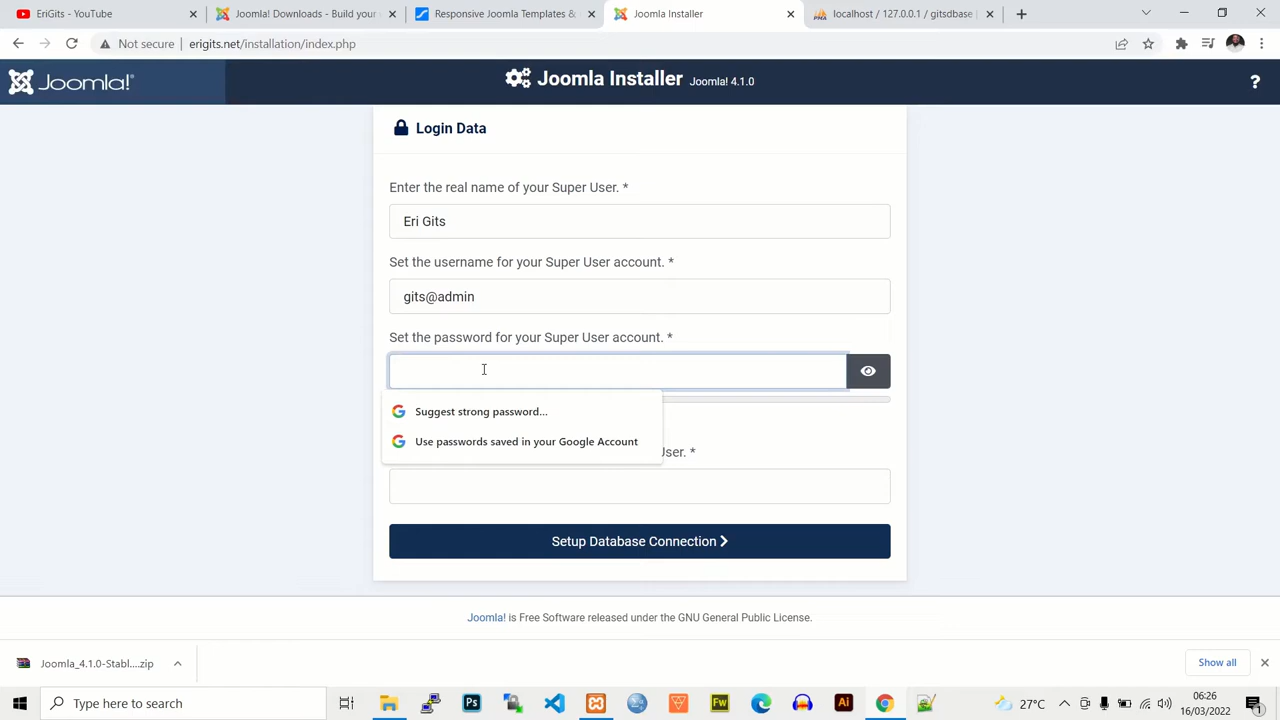 EriGits - YouTube
Joomla! Downloads - Build your
Responsive Joomla Templates &
Joomla Installer
localhost / 127.0.0.1 / gitsdbase
Not secure
erigits.net/installation/index.php
Joomla!
Joomla Installer Joomla! 4.1.0
?
Login Data
Enter the real name of your Super User. *
Eri Gits
Set the username for your Super User account. *
gits@admin
Set the password for your Super User account. *
Suggest strong password...
Use passwords saved in your Google Account
User. *
Setup Database Connection
Joomla! is Free Software released under the GNU General Public License.
Joomla_4.1.0-Stabl....zip
Show all
Type here to search
Ps
Fw
Ai
27°C
06:26
16/03/2022
1